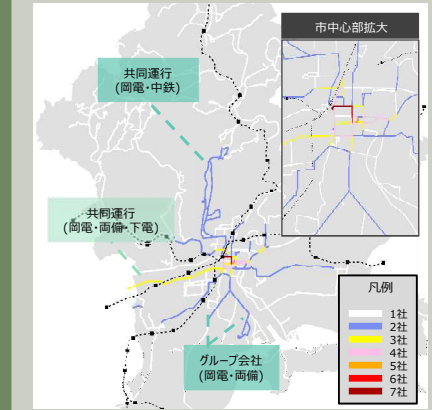 市中心部拡大
共同運行
(岡電・中鉄)
共同運行
(岡電・両備・下電)
グループ会社
(岡電・両備)
凡例
1社
2社
3社
4社
5社
6社
7社